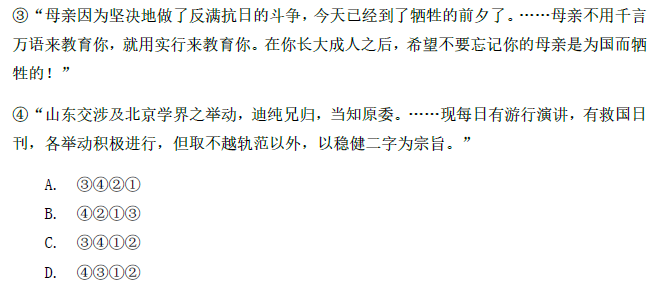 ③“母亲因为坚决地做了反满抗日的斗争，今天已经到了牺牲的前夕了。……母亲不用千言
万语来教育你，就用实行来教育你。在你长大成人之后，希望不要忘记你的母亲是为国而牺
牲的！”
④“山东交涉及北京学界之举动，迪纯兄归，当知原委。……现每日有游行演讲，有救国日
刊，各举动积极进行，但取不越轨范以外，以稳健二字为宗旨。”
A. ③④②①
B. ④②①③
C. ③④①②
D. ④③①②